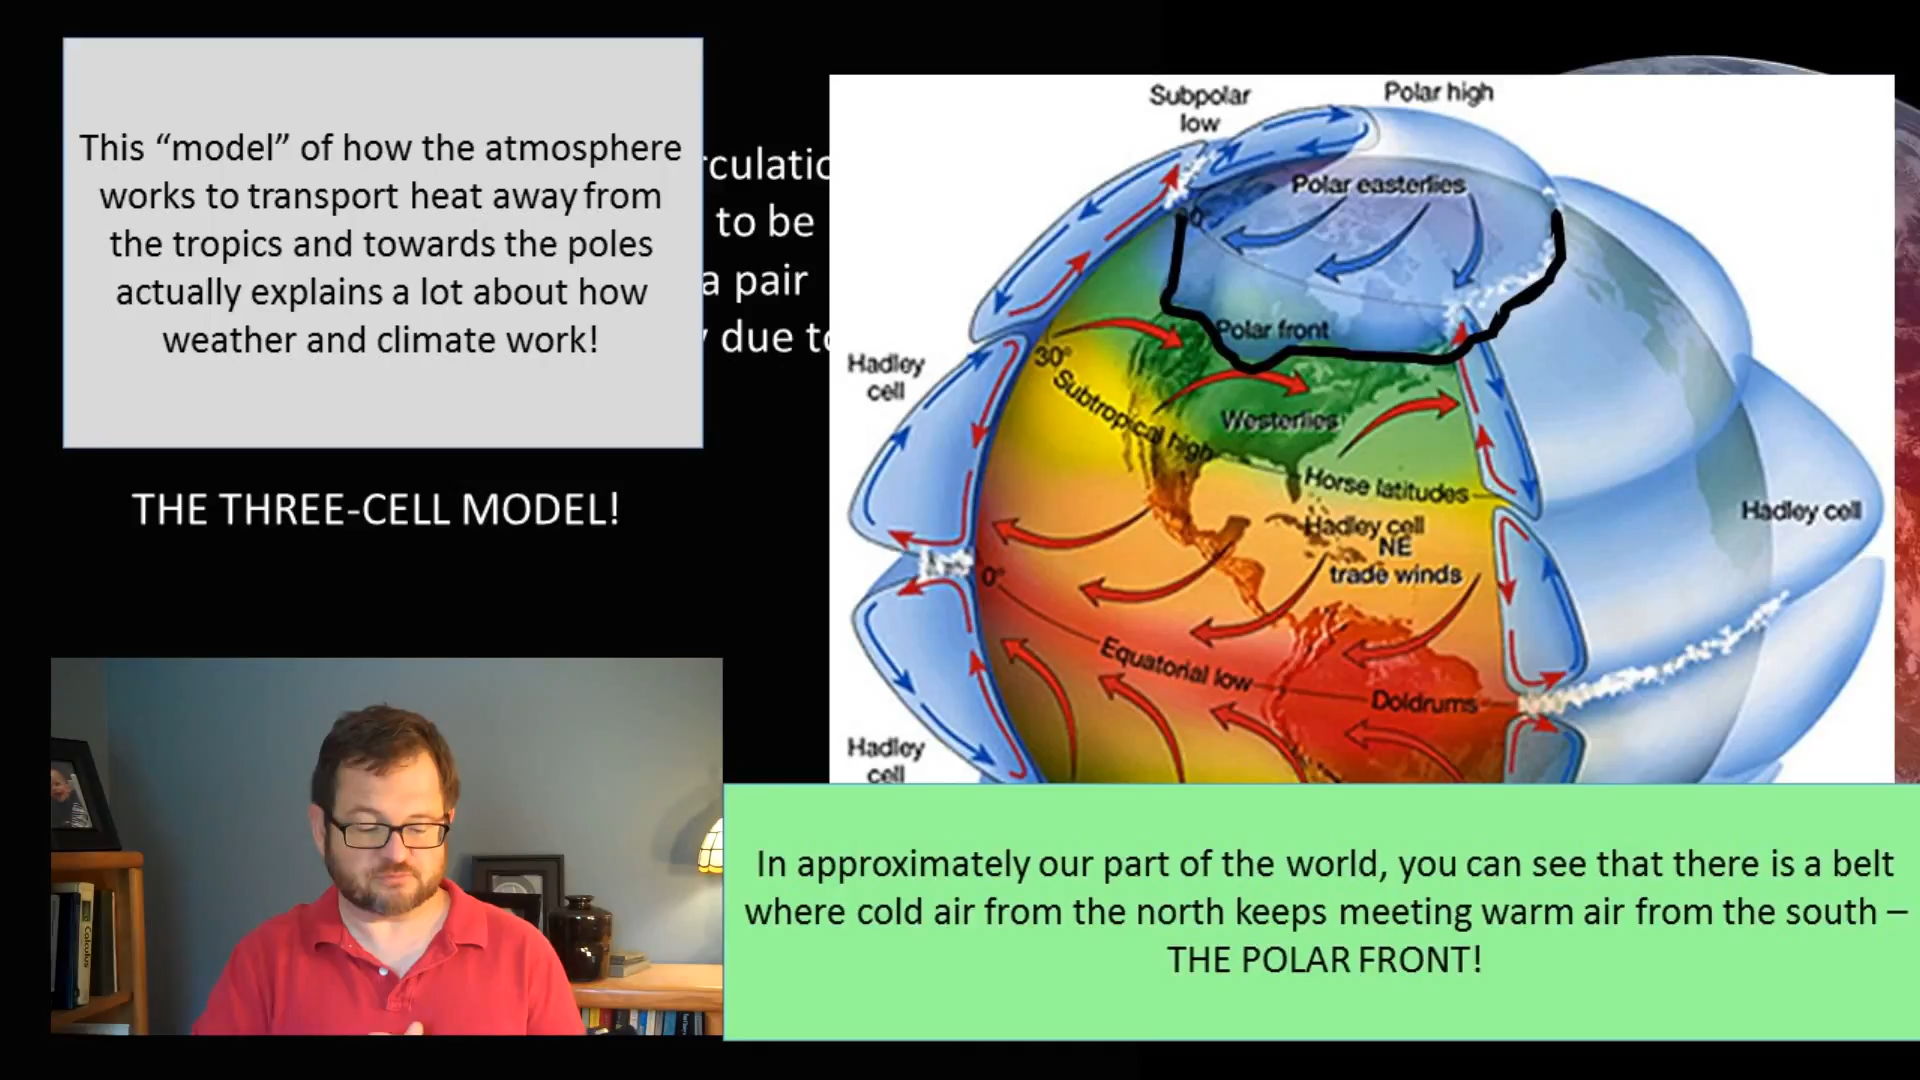 This “model” of how the atmosphere
works to transport heat away from
the tropics and towards the poles
actually explains a lot about how
weather and climate work!
rculatio
to be
a pair
due to
THE THREE-CELL MODEL!
Subpolar
low
Polar high
Polar easterlies
Polar front
Hadley
cell
30°
Subtropical high
Westerlies
Horse latitudes
Hadley cell
NE
trade winds
Hadley cell
0°
Equatorial low
Doldrums
Hadley
cell
Calculus
In approximately our part of the world, you can see that there is a belt
where cold air from the north keeps meeting warm air from the south –
THE POLAR FRONT!